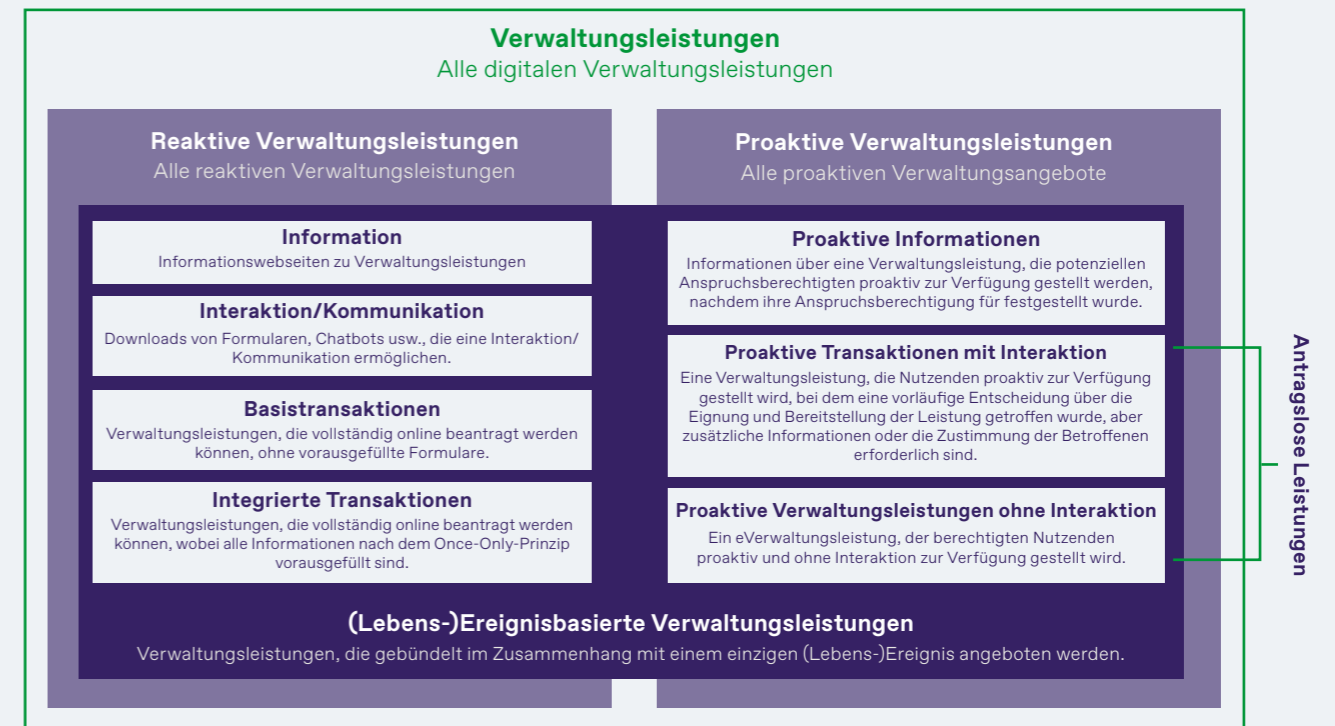 Verwaltungsleistungen
Alle digitalen Verwaltungsleistungen
Reaktive Verwaltungsleistungen
Alle reaktiven Verwaltungsleistungen
Information
Informationswebseiten zu Verwaltungsleistungen
Interaktion/Kommunikation
Downloads von Formularen, Chatbots usw., die eine Interaktion/
Kommunikation ermöglichen.
Basistransaktionen
Verwaltungsleistungen, die vollständig online beantragt werden
können, ohne vorausgefüllte Formulare.
Integrierte Transaktionen
Verwaltungsleistungen, die vollständig online beantragt werden
können, wobei alle Informationen nach dem Once-Only-Prinzip
vorausgefüllt sind.
Proaktive Verwaltungsleistungen
Alle proaktiven Verwaltungsangebote
Proaktive Informationen
Informationen über eine Verwaltungsleistung, die potenziellen
Anspruchsberechtigten proaktiv zur Verfügung gestellt werden,
nachdem ihre Anspruchsberechtigung für festgestellt wurde.
Proaktive Transaktionen mit Interaktion
Eine Verwaltungsleistung, die Nutzenden proaktiv zur Verfügung
gestellt wird, bei dem eine vorläufige Entscheidung über die
Eignung und Bereitstellung der Leistung getroffen wurde, aber
zusätzliche Informationen oder die Zustimmung der Betroffenen
erforderlich sind.
Proaktive Verwaltungsleistungen ohne Interaktion
Ein eVerwaltungsleistung, der berechtigten Nutzenden
proaktiv und ohne Interaktion zur Verfügung gestellt wird.
(Lebens-)Ereignisbasierte Verwaltungsleistungen
Verwaltungsleistungen, die gebündelt im Zusammenhang mit einem einzigen (Lebens-)Ereignis angeboten werden.
Antragslose Leistungen